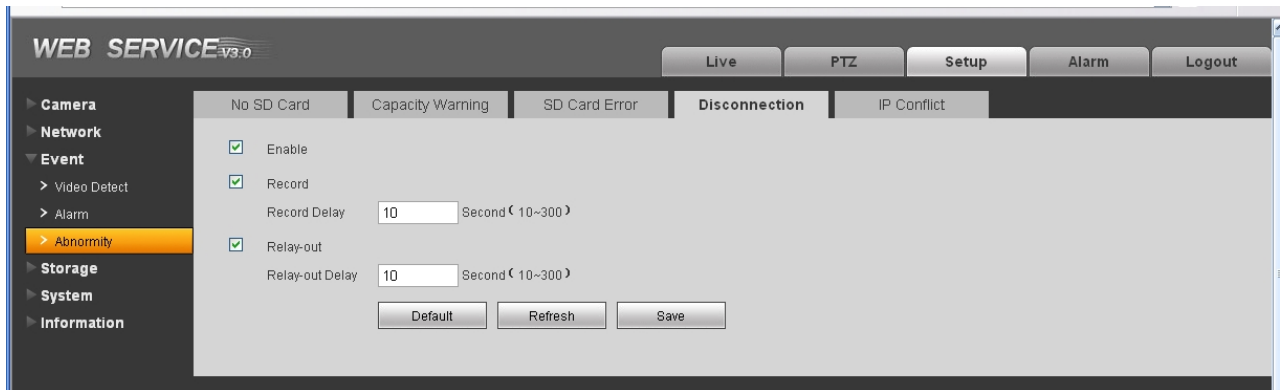 WEB SERVICE V3.0
Live PTZ Setup Alarm Logout
Camera
Network
Event
> Video Detect
> Alarm
> Abnormity
Storage
System
Information
No SD Card Capacity Warning SD Card Error Disconnection IP Conflict
Enable
Record
Record Delay 10 Second ( 10~300 )
Relay-out
Relay-out Delay 10 Second ( 10~300 )
Default Refresh Save